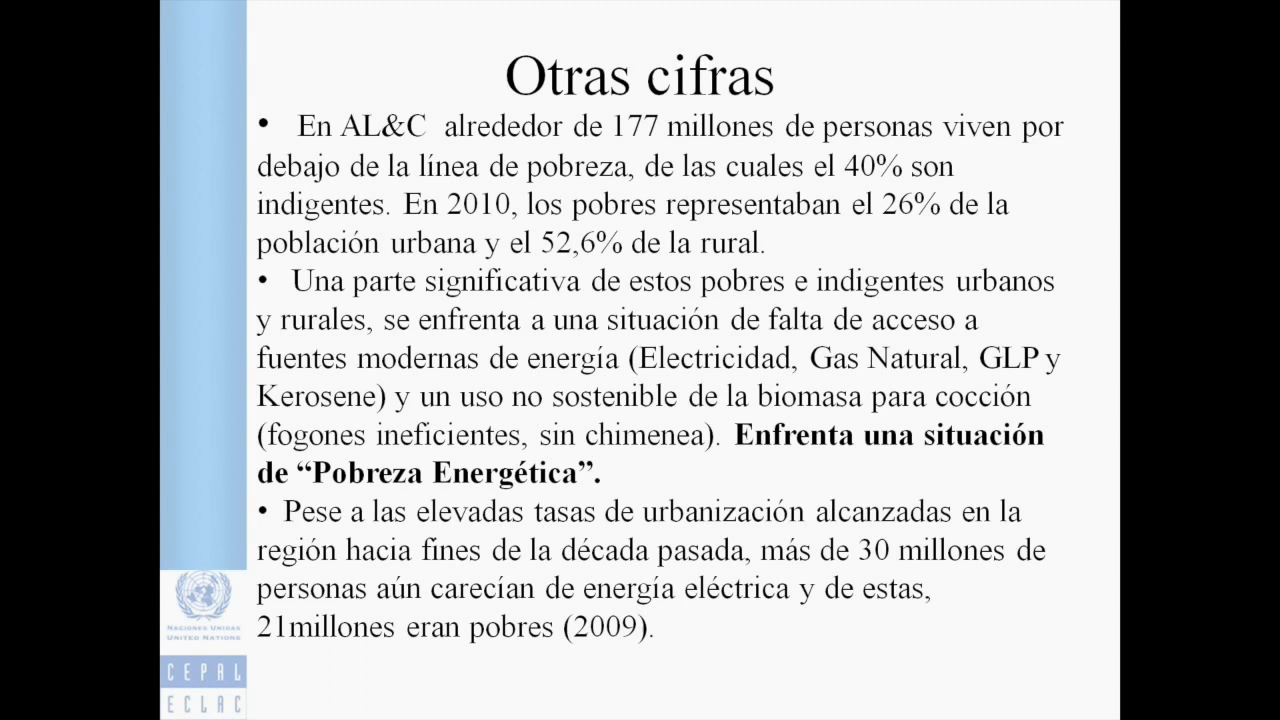 Otras cifras
• En AL&C alrededor de 177 millones de personas viven por
debajo de la línea de pobreza, de las cuales el 40% son
indigentes. En 2010, los pobres representaban el 26% de la
población urbana y el 52,6% de la rural.
• Una parte significativa de estos pobres e indigentes urbanos
y rurales, se enfrenta a una situación de falta de acceso a
fuentes modernas de energía (Electricidad, Gas Natural, GLP y
Kerosene) y un uso no sostenible de la biomasa para cocción
(fogones ineficientes, sin chimenea). Enfrenta una situación
de “Pobreza Energética”.
• Pese a las elevadas tasas de urbanización alcanzadas en la
región hacia fines de la década pasada, más de 30 millones de
personas aún carecían de energía eléctrica y de estas,
21millones eran pobres (2009).
NACIONES UNIDAS
UNITED NATIONS
CEPAL
ECLAC